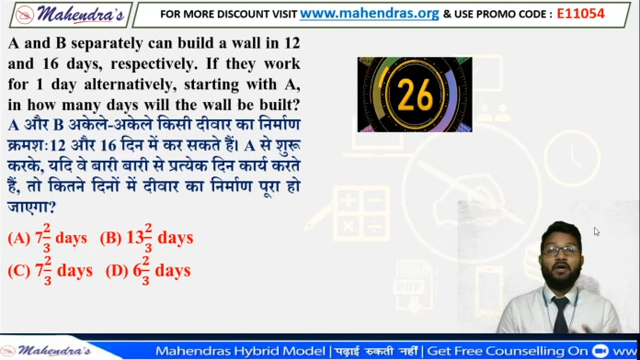 Mahendra's
FOR MORE DISCOUNT VISIT www.mahendras.org & USE PROMO CODE : E11054
A and B separately can build a wall in 12
and 16 days, respectively. If they work
for 1 day alternatively, starting with A,
in how many days will the wall be built?
A और B अकेले-अकेले किसी दीवार का निर्माण
क्रमशः12 और 16 दिन में कर सकते हैं। A से शुरू
करके, यदि वे बारी बारी से प्रत्येक दिन कार्य करते
हैं, तो कितने दिनों में दीवार का निर्माण पूरा हो
जाएगा?
(A) 7 2/3 days (B) 13 2/3 days
(C) 7 2/3 days (D) 6 2/3 days
26
PDF
Mahendra's
Mahendra's Hybrid Model | पढ़ाई रुकती नहीं | Get Free Counselling On ww